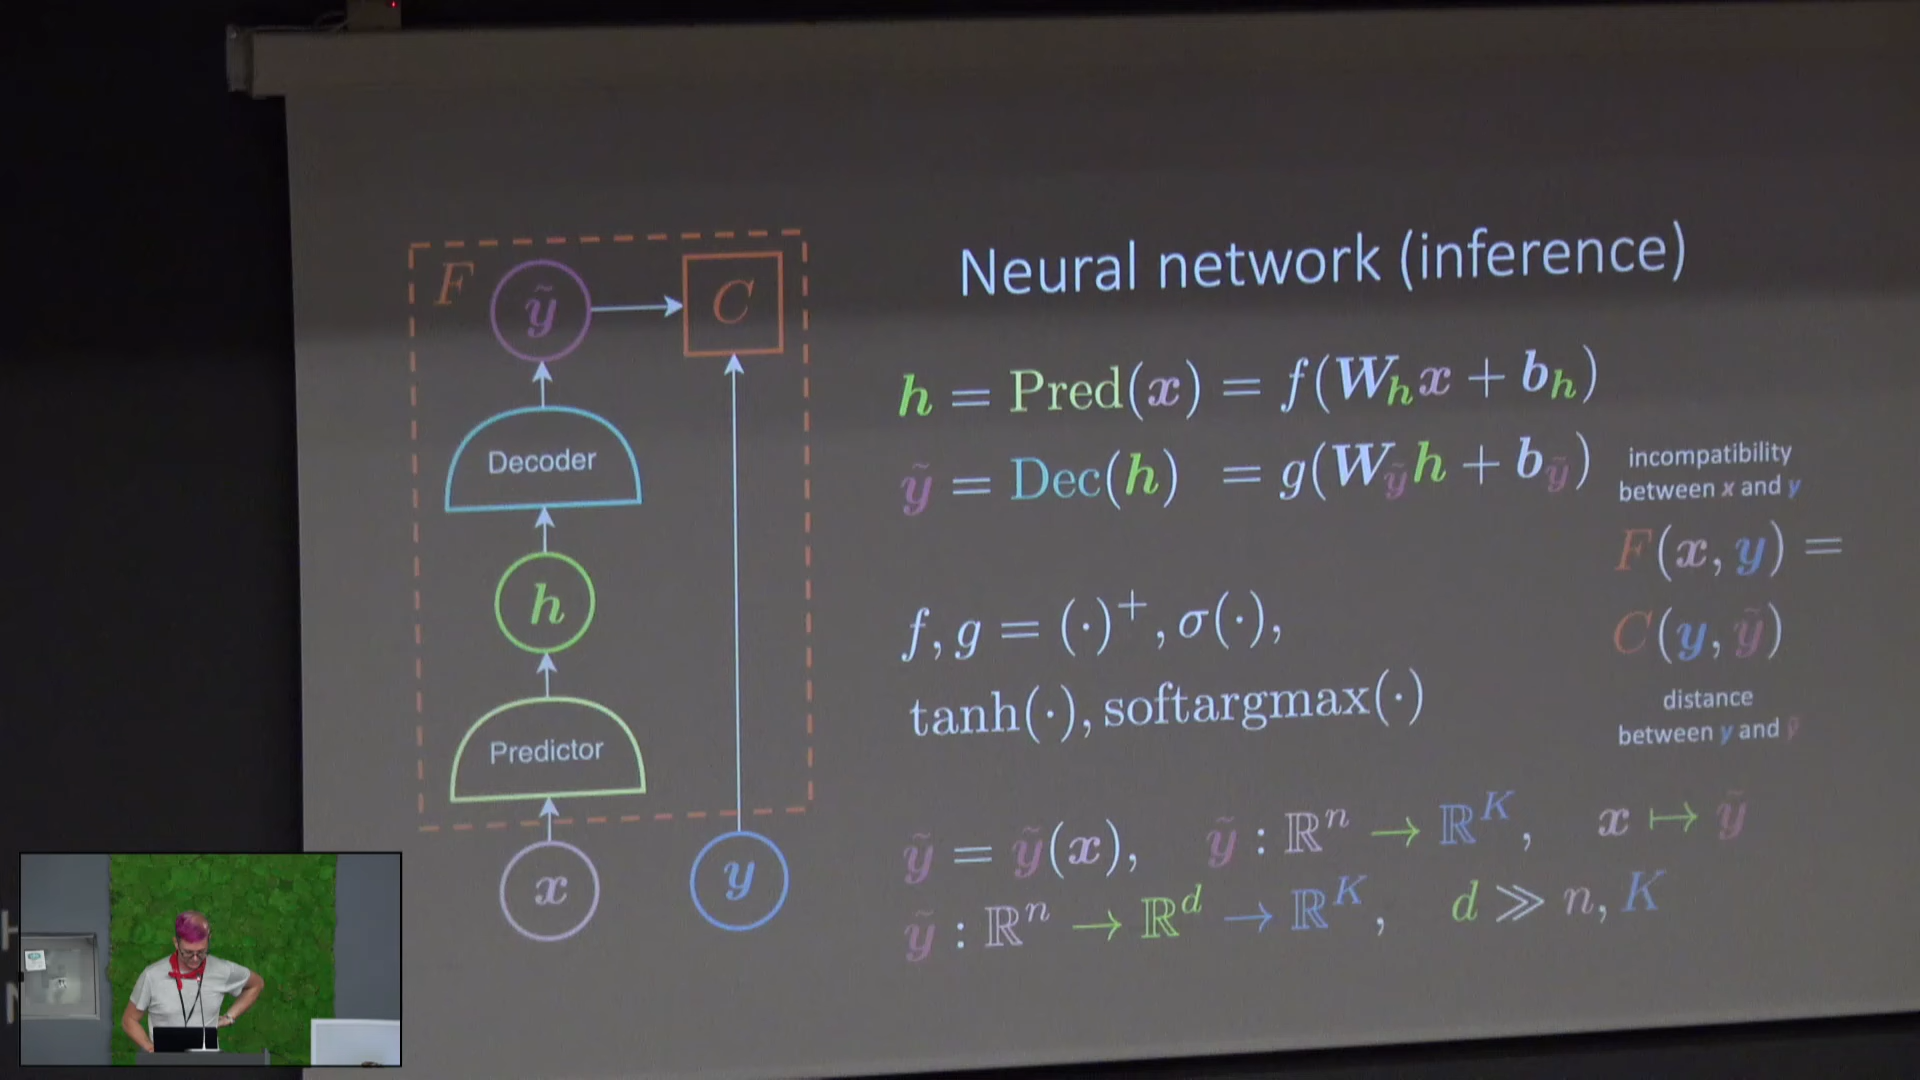 F
ỹ
C
Decoder
h
Predictor
x
y
Neural network (inference)
h = Pred(x) = f(W_h x + b_h)
ỹ = Dec(h) = g(W_ỹ h + b_ỹ)
f, g = (·)⁺, σ(·),
tanh(·), softargmax(·)
incompatibility
between x and y
F(x, y) =
C(y, ỹ)
distance
between y and ỹ
ỹ = ỹ(x), ỹ : ℝⁿ → ℝᴷ, x ↦ ỹ
ỹ : ℝⁿ → ℝᵈ → ℝᴷ, d ≫ n, K